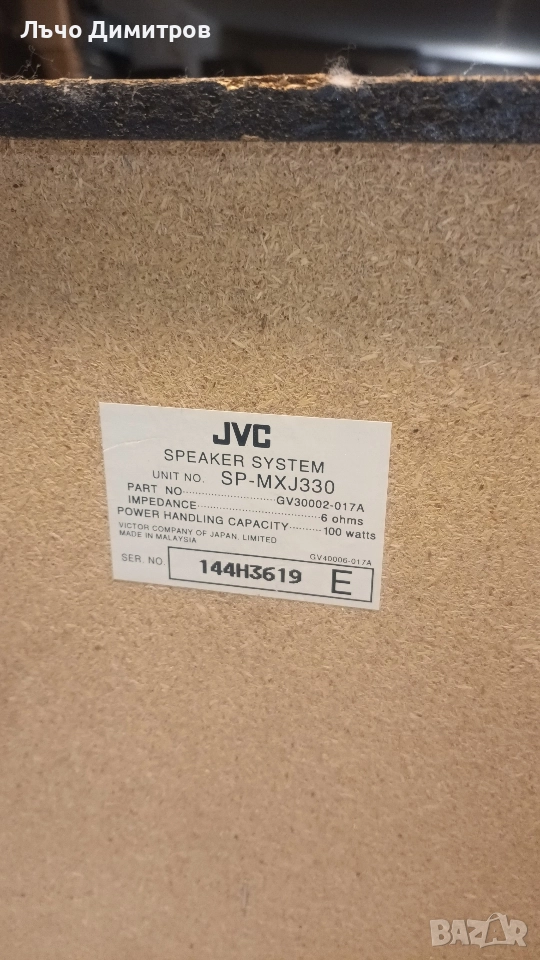 Лъчо Димитров
JVC
SPEAKER SYSTEM
UNIT NO. SP-MXJ330
PART NO. GV30002-017A
IMPEDANCE 6 ohms
POWER HANDLING CAPACITY 100 watts
VICTOR COMPANY OF JAPAN, LIMITED
MADE IN MALAYSIA
GV40006-017A
SER. NO. 144H3619 E
BAZAR